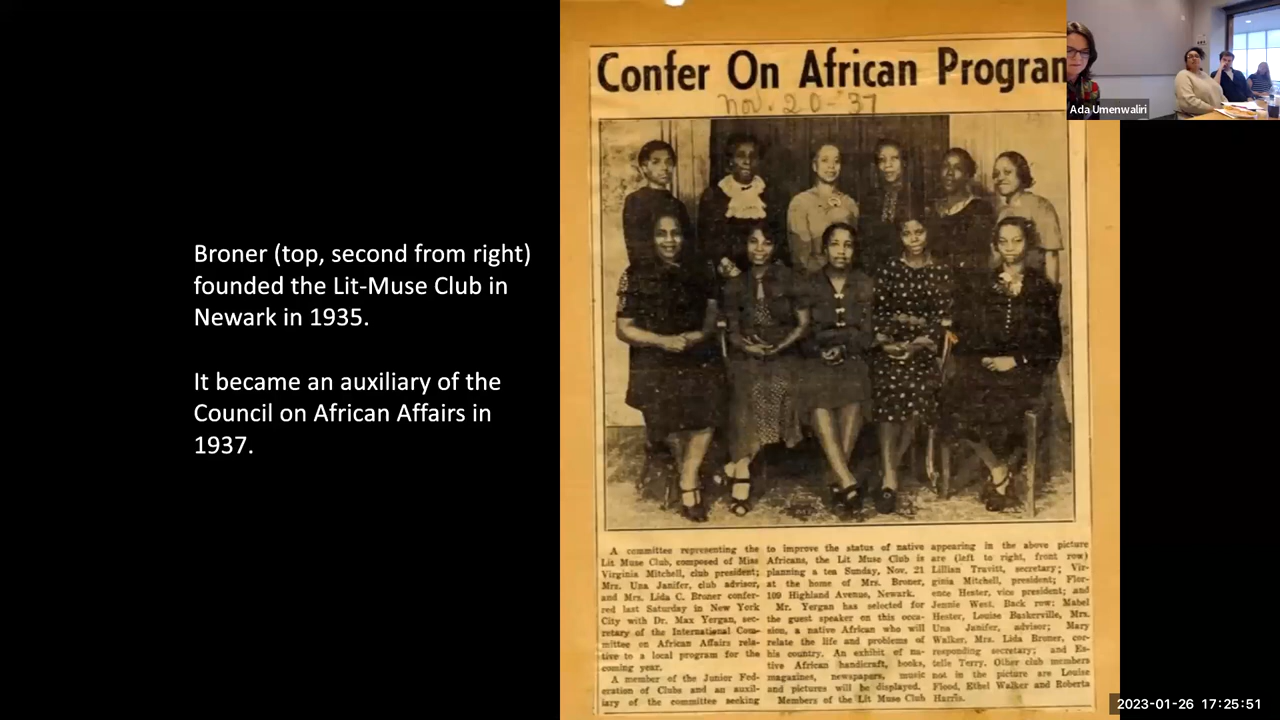 Broner (top, second from right)
founded the Lit-Muse Club in
Newark in 1935.
It became an auxiliary of the
Council on African Affairs in
1937.
Confer On African Program
Nov. 20-37
A committee representing the
Lit Muse Club, composed of Miss
Virginia Mitchell, club president;
Mrs. Una Janifer, club advisor,
and Mrs. Lida C. Broner confer-
red last Saturday in New York
City with Dr. Max Yergan, sec-
retary of the International Com-
mittee on African Affairs rela-
tive to a local program for the
coming year.
A member of the Junior Fed-
eration of Clubs and an auxil-
iary of the committee seeking
to improve the status of native
Africans, the Lit Muse Club is
planning a tea Sunday, Nov. 21
at the home of Mrs. Broner,
109 Highland Avenue, Newark.
Mr. Yergan has selected for
the guest speaker on this occa-
sion, a native African who will
relate the life and problems of
his country. An exhibit of na-
tive African handicraft, books,
magazines, newspapers, music
and pictures will be displayed.
Members of the Lit Muse Club
appearing in the above picture
are (left to right, front row)
Lillian Truvitt, secretary; Vir-
ginia Mitchell, president; Flor-
ence Hester, vice president; and
Jennie West. Back row: Mabel
Hester, Louise Baskerville, Mrs.
Una Janifer, advisor; Mary
Walker, Mrs. Lida Broner, cor-
responding secretary; and Es-
telle Terry. Other club members
not in the picture are Louise
Flood, Ethel Walker and Roberta
Harris.
Ada Umenwaliri
2023-01-26 17:25:51